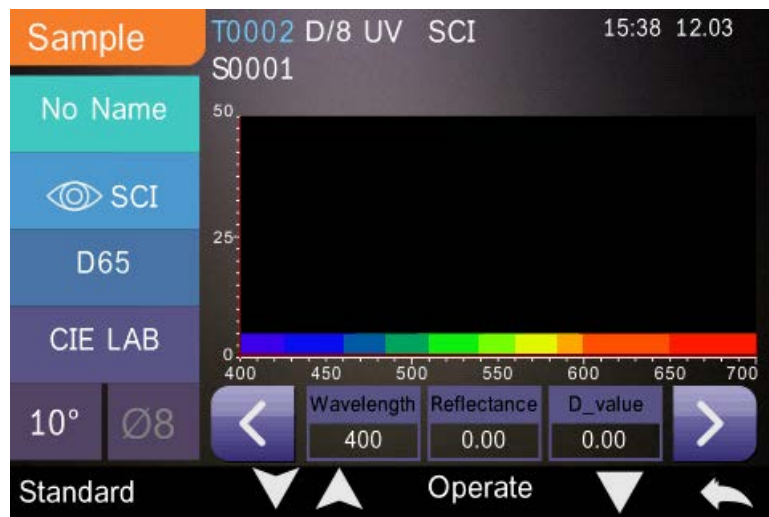 Sample
T0002 D/8 UV SCI 15:38 12.03
S0001
No Name
SCI
D65
CIE LAB
10° Ø8
50
25
0
400 450 500 550 600 650 700
Wavelength Reflectance D_value
400 0.00 0.00
Standard Operate